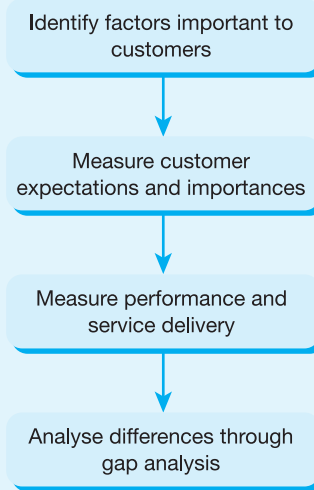 Identify factors important to
customers
Measure customer
expectations and importances
Measure performance and
service delivery
Analyse differences through
gap analysis